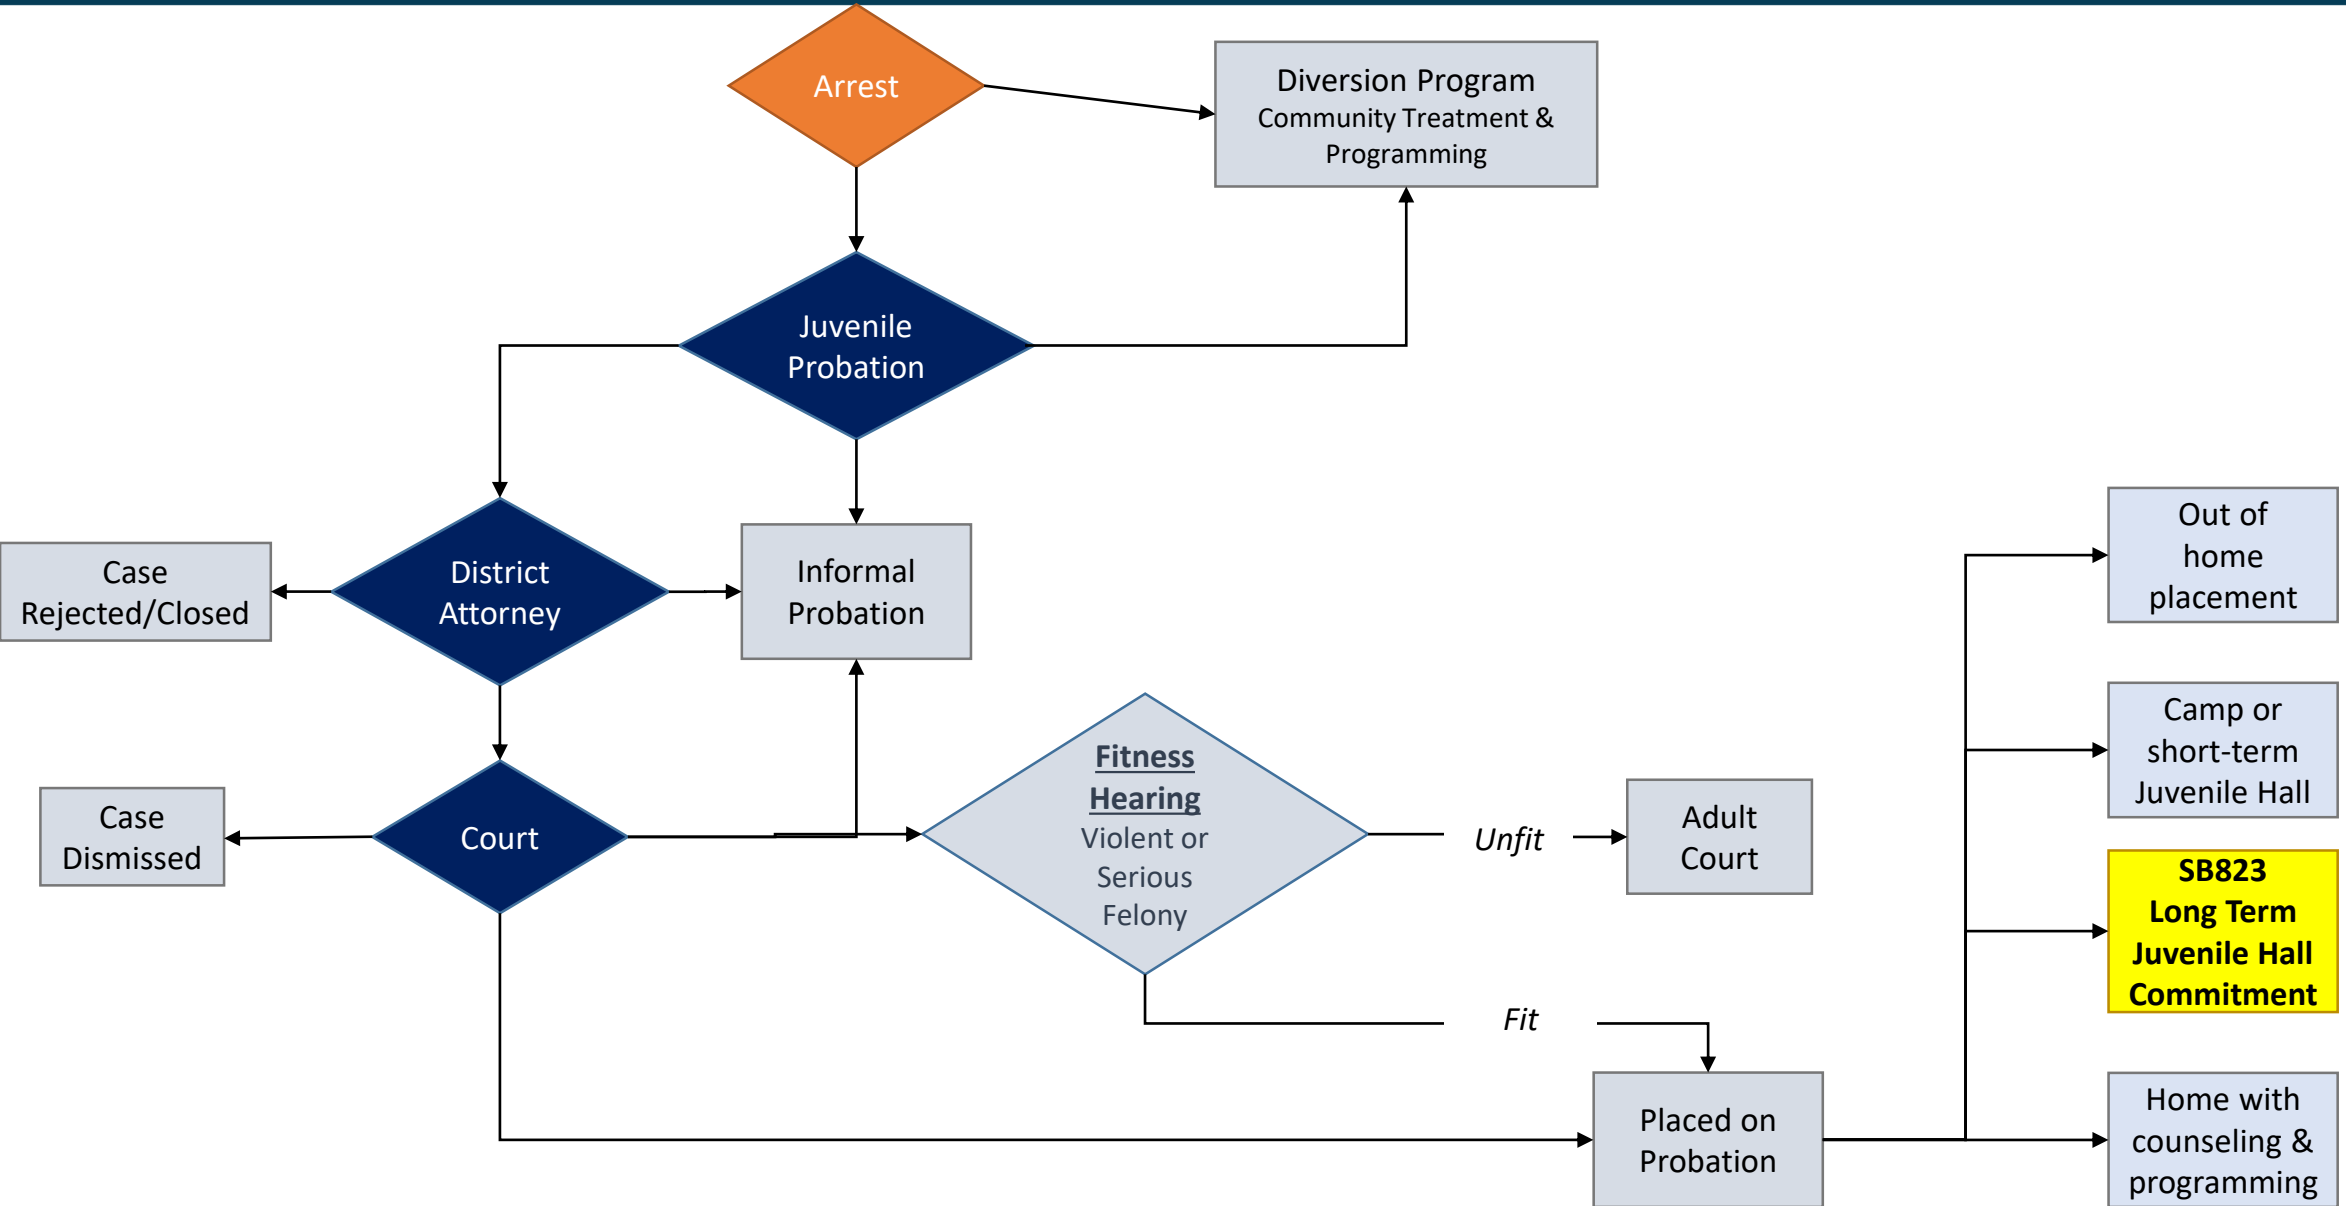 Arrest
Diversion Program
Community Treatment &
Programming
Juvenile
Probation
District
Attorney
Case
Rejected/Closed
Informal
Probation
Out of
home
placement
Camp or
short-term
Juvenile Hall
Fitness
Hearing
Violent or
Serious
Felony
Case
Dismissed
Court
Unfit
Adult
Court
SB823
Long Term
Juvenile Hall
Commitment
Fit
Placed on
Probation
Home with
counseling &
programming